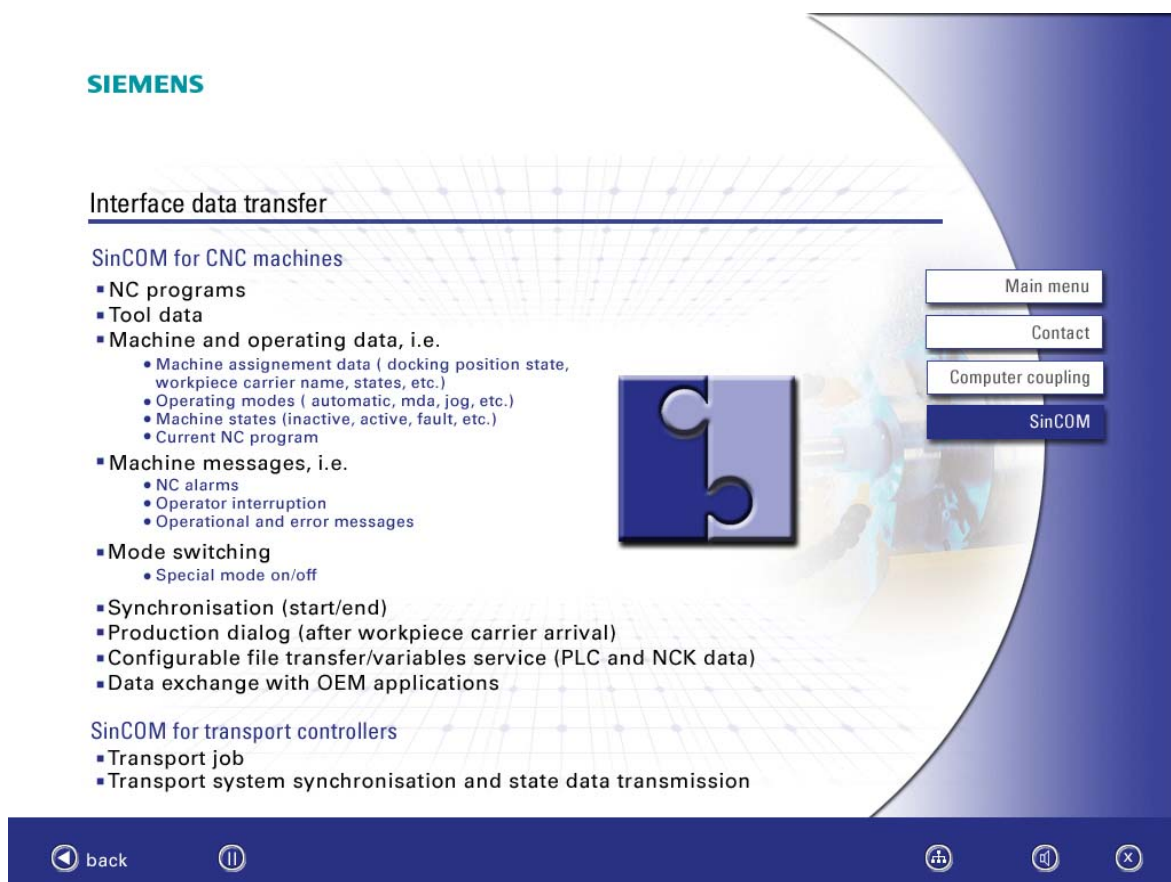 SIEMENS
Interface data transfer
SinCOM for CNC machines
NC programs
Tool data
Machine and operating data, i.e.
Machine assignement data ( docking position state,
workpiece carrier name, states, etc.)
Operating modes ( automatic, mda, jog, etc.)
Machine states (inactive, active, fault, etc.)
Current NC program
Machine messages, i.e.
NC alarms
Operator interruption
Operational and error messages
Mode switching
Special mode on/off
Synchronisation (start/end)
Production dialog (after workpiece carrier arrival)
Configurable file transfer/variables service (PLC and NCK data)
Data exchange with OEM applications
SinCOM for transport controllers
Transport job
Transport system synchronisation and state data transmission
Main menu
Contact
Computer coupling
SinCOM
back